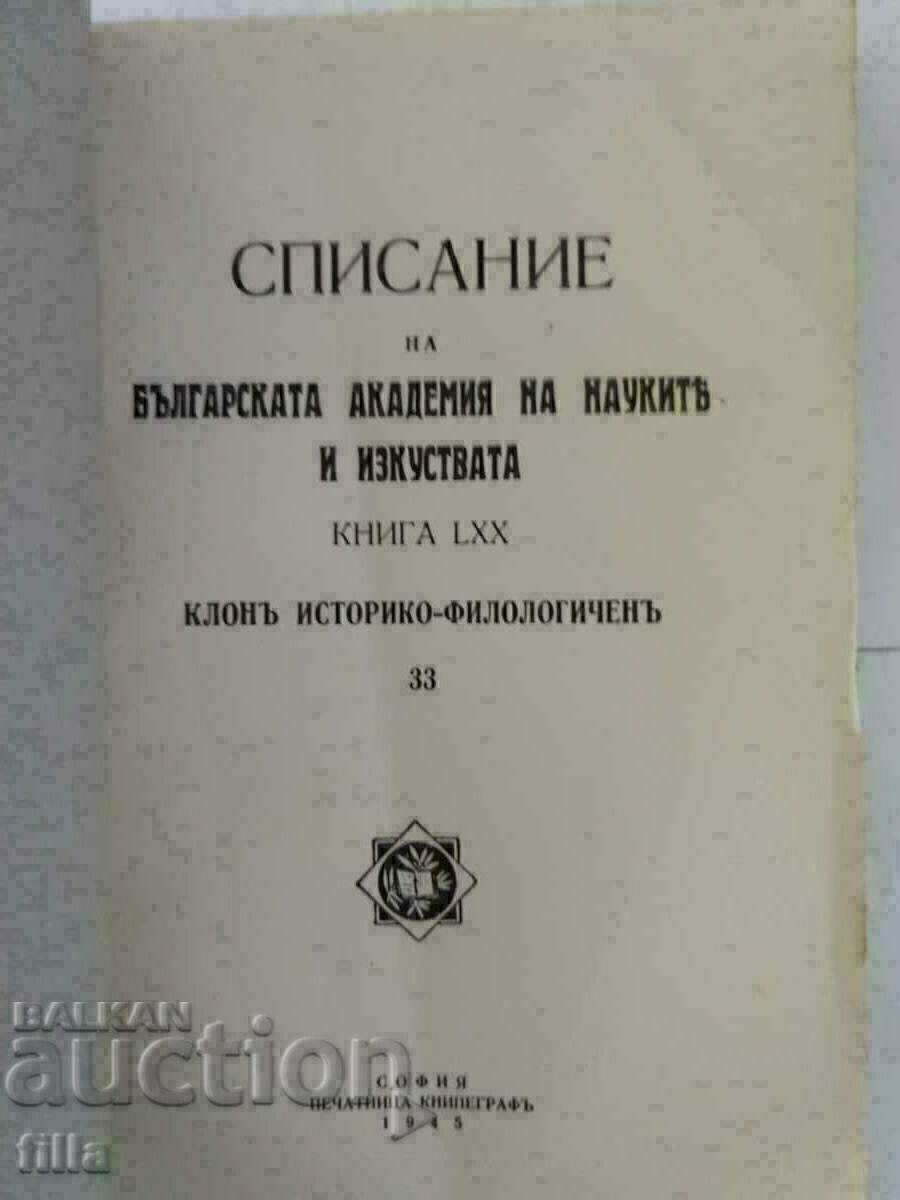 СПИСАНИЕ
НА
БЪЛГАРСКАТА АКАДЕМИЯ НА НАУКИТѢ
И ИЗКУСТВАТА
КНИГА LXX
КЛОНЪ ИСТОРИКО-ФИЛОЛОГИЧЕНЪ
33
СОФИЯ
ПЕЧАТНИЦА КНИПЕГРАФЪ
1945
BALKAN
auction
filla